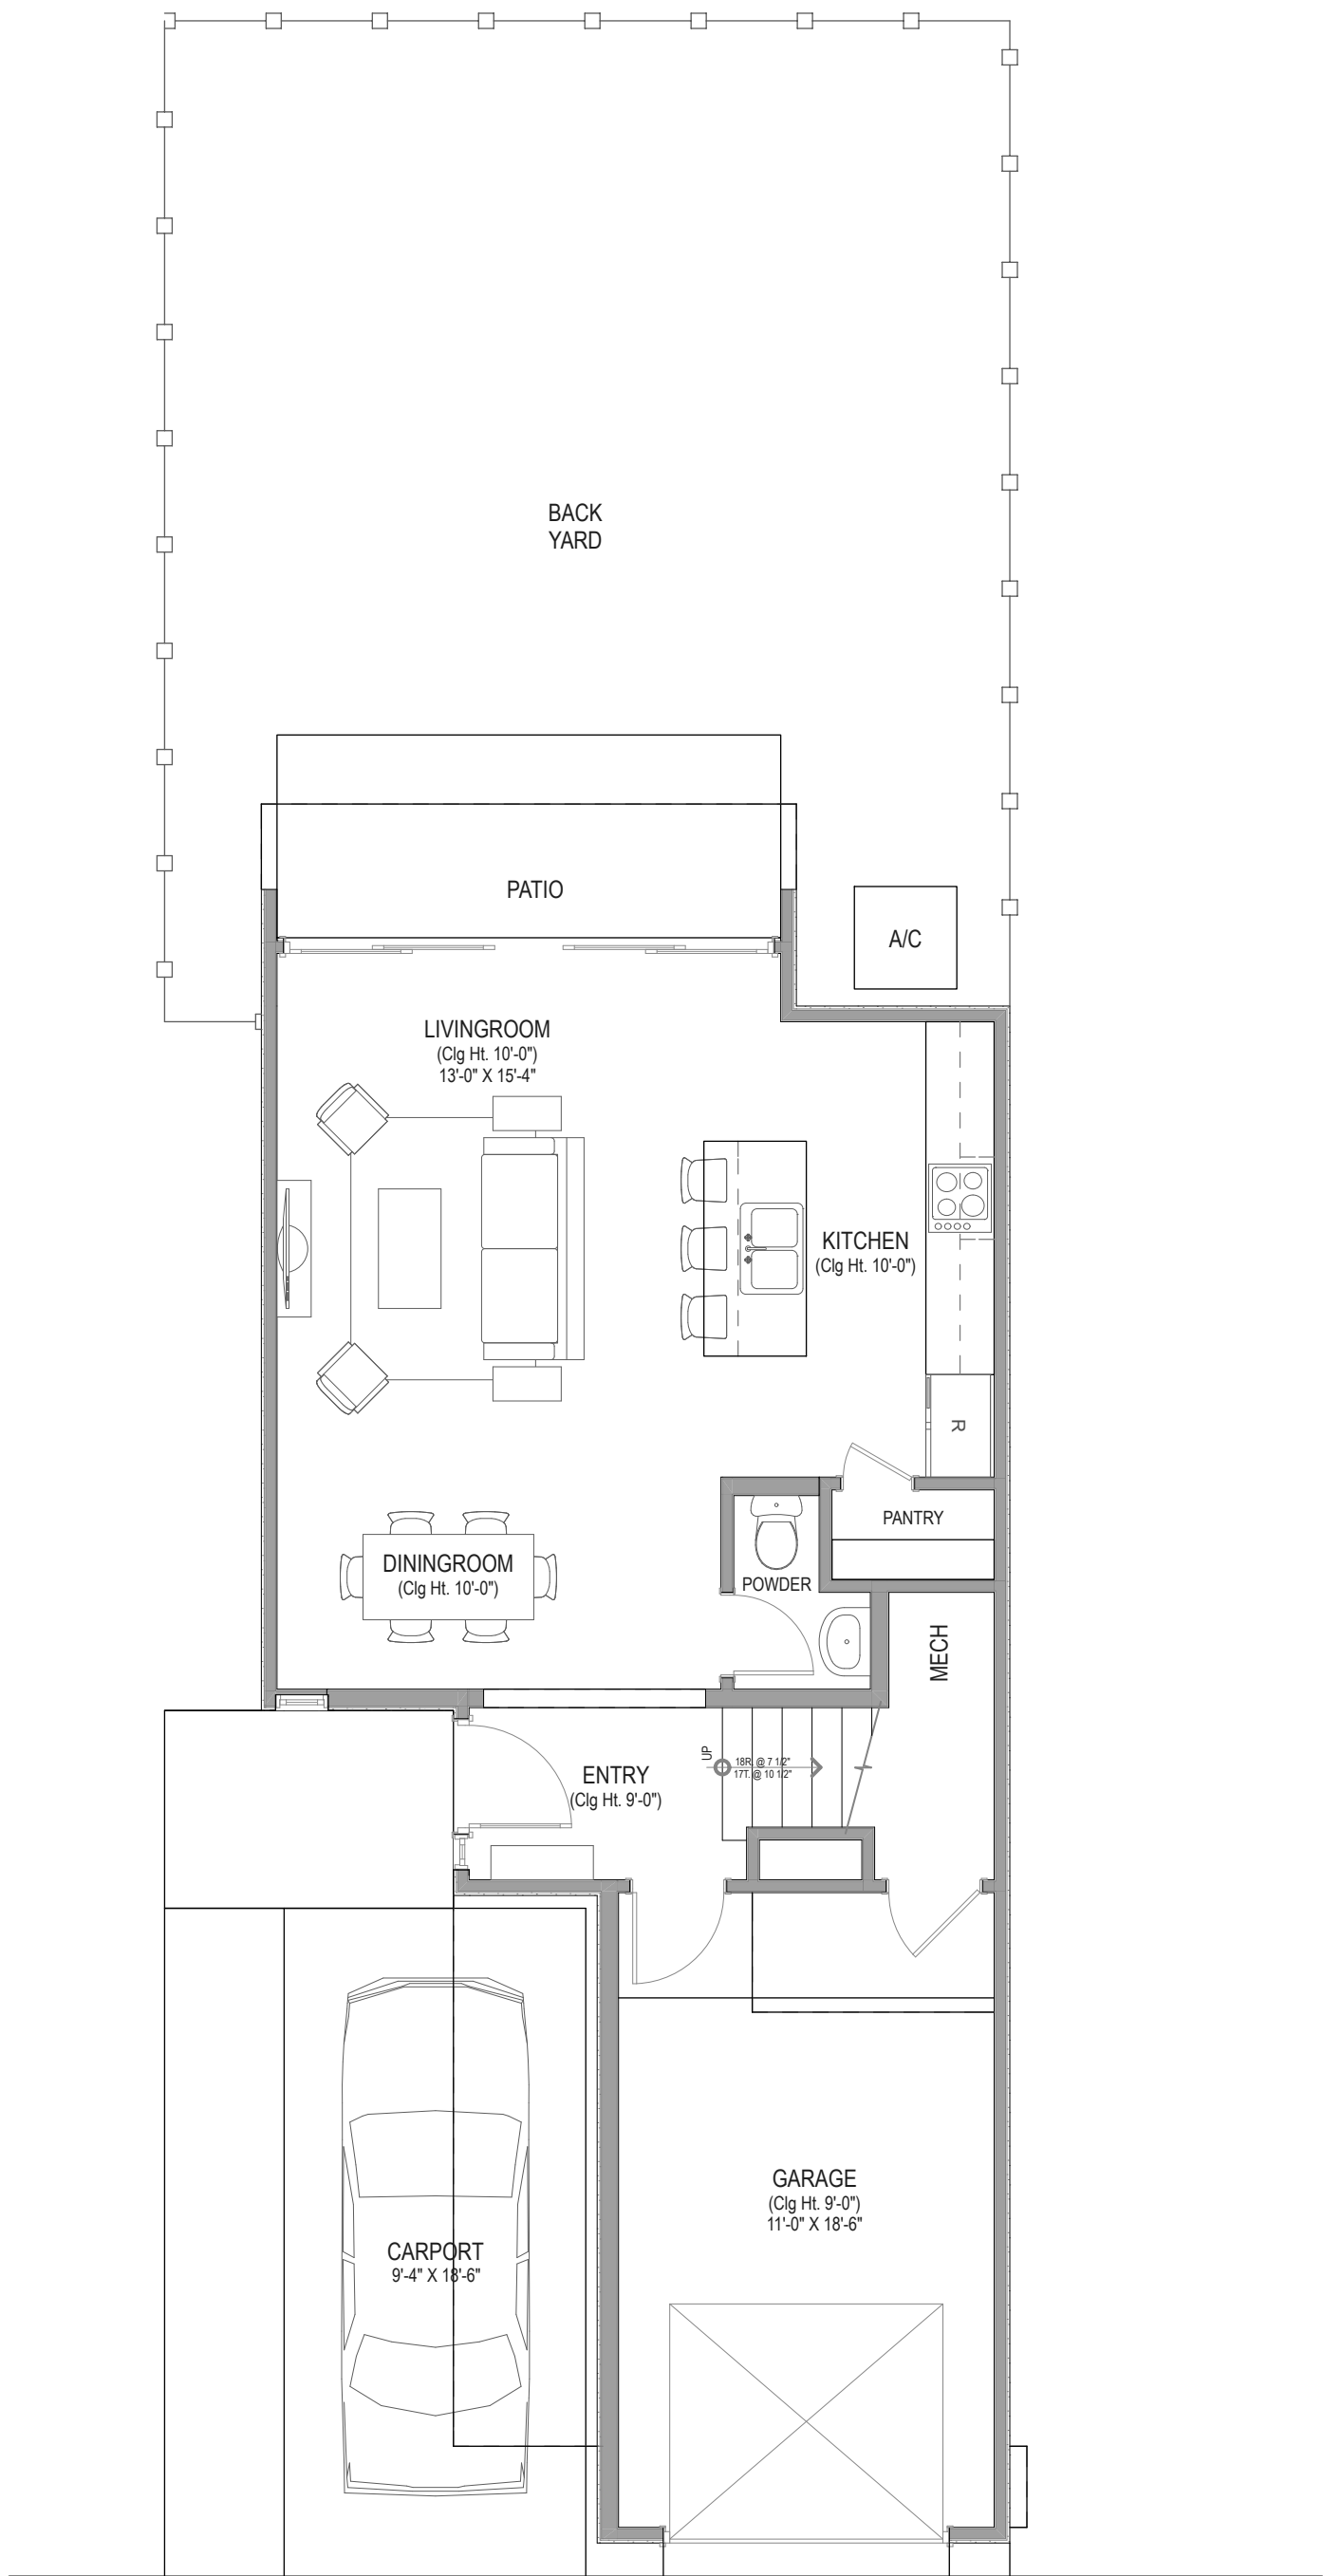 BACK
YARD
PATIO
A/C
LIVINGROOM
(Clg Ht. 10'-0")
13'-0" X 15'-4"
KITCHEN
(Clg Ht. 10'-0")
R
PANTRY
DININGROOM
(Clg Ht. 10'-0")
POWDER
MECH
UP
18R. @ 7 1/2"
17T. @ 10 1/2"
ENTRY
(Clg Ht. 9'-0")
GARAGE
(Clg Ht. 9'-0")
11'-0" X 18'-6"
CARPORT
9'-4" X 18'-6"